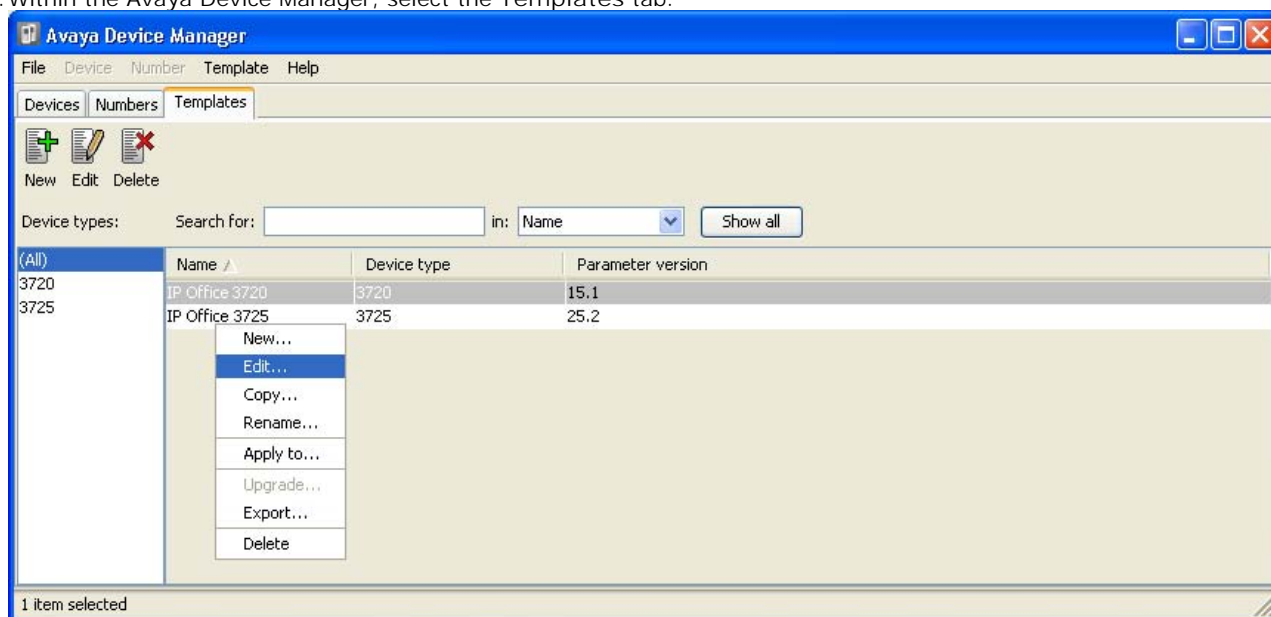 . Within the Avaya Device Manager, select the Templates tab.
Avaya Device Manager
File Device Number Template Help
Devices Numbers Templates
New Edit Delete
Device types: Search for: in: Name Show all
(All)
3720
3725
Name Device type Parameter version
IP Office 3720 3720 15.1
IP Office 3725 3725 25.2
New...
Edit...
Copy...
Rename...
Apply to...
Upgrade...
Export...
Delete
1 item selected